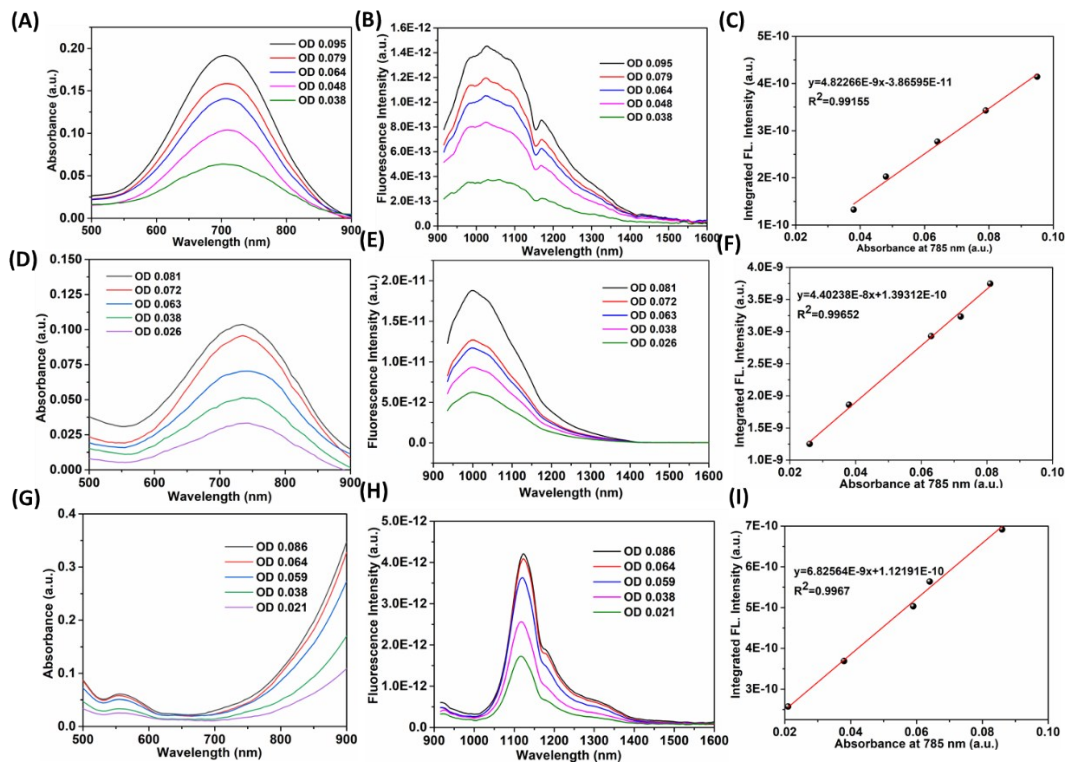 (A)
0.20
0.15
0.10
0.05
0.00
Absorbance (a.u.)
OD 0.095
OD 0.079
OD 0.064
OD 0.048
OD 0.038
500 600 700 800 900
Wavelength (nm)
(B)
1.6E-12
1.4E-12
1.2E-12
1.0E-12
8.0E-13
6.0E-13
4.0E-13
2.0E-13
0.0
Fluorescence Intensity (a.u.)
OD 0.095
OD 0.079
OD 0.064
OD 0.048
OD 0.038
900 1000 1100 1200 1300 1400 1500 1600
Wavelength (nm)
(C)
5E-10
4E-10
3E-10
2E-10
1E-10
Integrated FL. Intensity (a.u.)
y=4.82266E-9x-3.86595E-11
R2=0.99155
0.02 0.04 0.06 0.08 0.10
Absorbance at 785 nm (a.u.)
(D)
0.150
0.125
0.100
0.075
0.050
0.025
0.000
Absorbance (a.u.)
OD 0.081
OD 0.072
OD 0.063
OD 0.038
OD 0.026
500 600 700 800 900
Wavelength (nm)
(E)
2.0E-11
1.5E-11
1.0E-11
5.0E-12
0.0
Fluorescence Intensity (a.u.)
OD 0.081
OD 0.072
OD 0.063
OD 0.038
OD 0.026
900 1000 1100 1200 1300 1400 1500 1600
Wavelength (nm)
(F)
4.0E-9
3.5E-9
3.0E-9
2.5E-9
2.0E-9
1.5E-9
1.0E-9
Integrated FL. Intensity (a.u.)
y=4.40238E-8x+1.39312E-10
R2=0.99652
0.02 0.04 0.06 0.08 0.10
Absorbance at 785 nm (a.u.)
(G)
0.4
0.3
0.2
0.1
0.0
Absorbance (a.u.)
OD 0.086
OD 0.064
OD 0.059
OD 0.038
OD 0.021
500 600 700 800 900
Wavelength (nm)
(H)
5.0E-12
4.0E-12
3.0E-12
2.0E-12
1.0E-12
0.0
Fluorescence Intensity (a.u.)
OD 0.086
OD 0.064
OD 0.059
OD 0.038
OD 0.021
900 1000 1100 1200 1300 1400 1500 1600
Wavelength (nm)
(I)
7E-10
6E-10
5E-10
4E-10
3E-10
Integrated FL. Intensity (a.u.)
y=6.82564E-9x+1.12191E-10
R2=0.9967
0.02 0.04 0.06 0.08 0.10
Absorbance at 785 nm (a.u.)